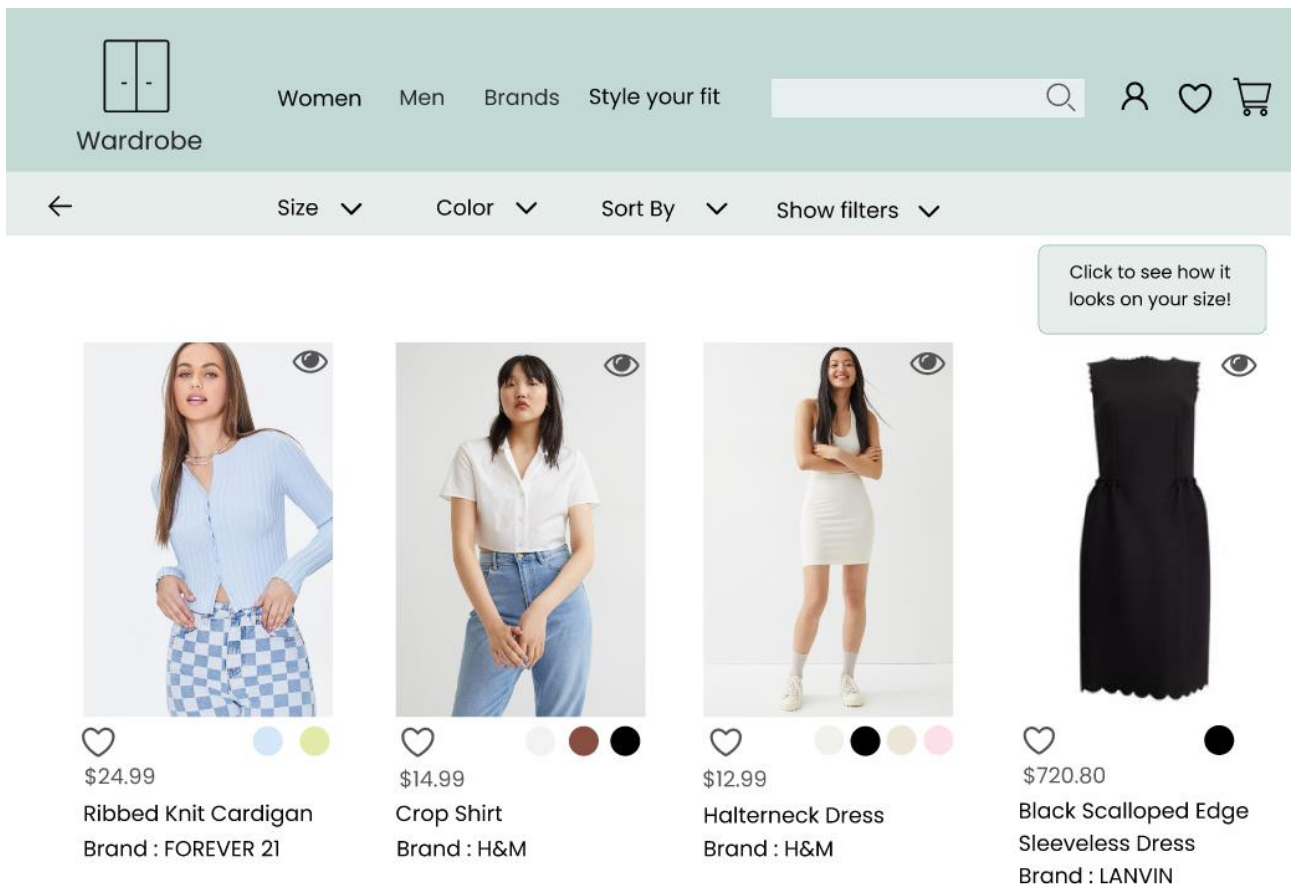 Wardrobe
Women
Men
Brands
Style your fit
Size
Color
Sort By
Show filters
Click to see how it
looks on your size!
$24.99
Ribbed Knit Cardigan
Brand : FOREVER 21
$14.99
Crop Shirt
Brand : H&M
$12.99
Halterneck Dress
Brand : H&M
$720.80
Black Scalloped Edge
Sleeveless Dress
Brand : LANVIN